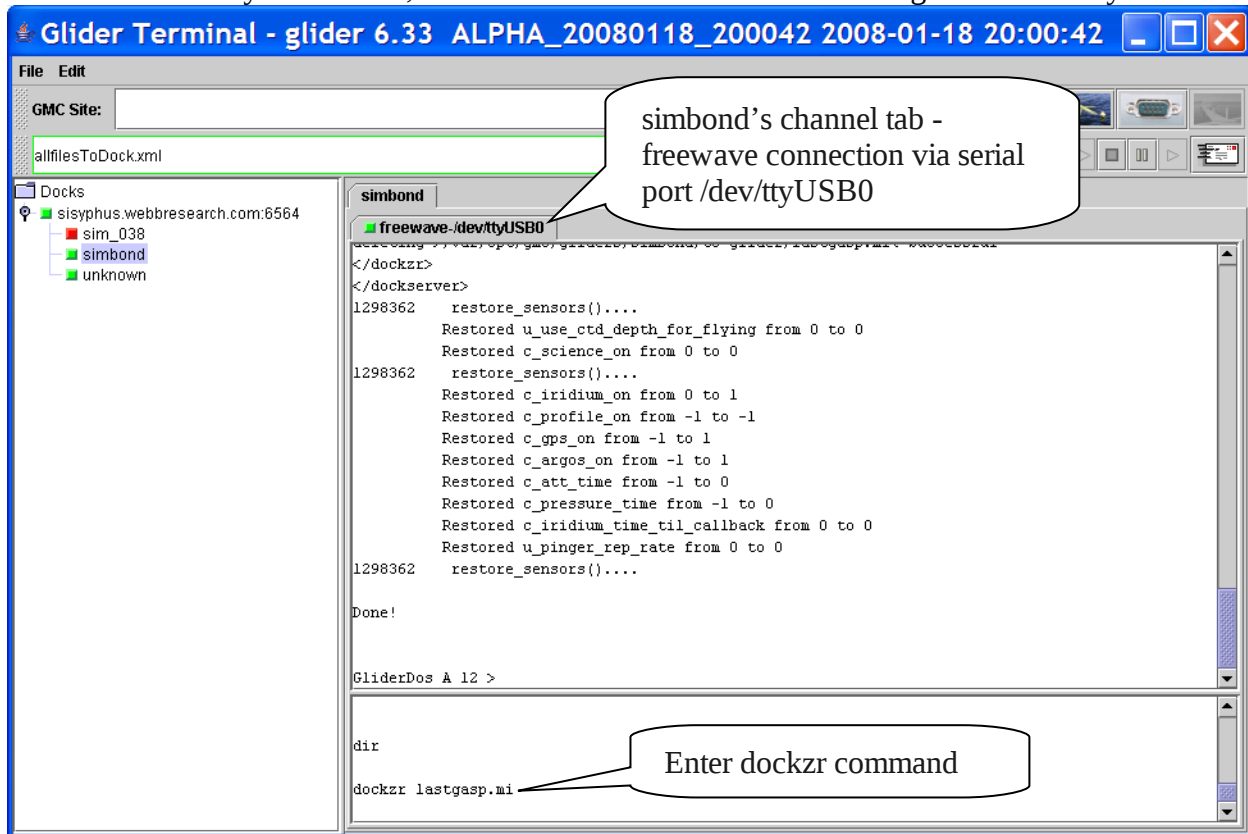 Glider Terminal - glider 6.33 ALPHA_20080118_200042 2008-01-18 20:00:42
File Edit
GMC Site:
simbond's channel tab -
freewave connection via serial
port /dev/ttyUSB0
allfilesToDock.xml
Docks
sisyphus.webbresearch.com:6564
sim_038
simbond
unknown
simbond
freewave-/dev/ttyUSB0
</dockzr>
</dockserver>
1298362 restore_sensors()....
Restored u_use_ctd_depth_for_flying from 0 to 0
Restored c_science_on from 0 to 0
1298362 restore_sensors()....
Restored c_iridium_on from 0 to 1
Restored c_profile_on from -1 to -1
Restored c_gps_on from -1 to 1
Restored c_argos_on from -1 to 1
Restored c_att_time from -1 to 0
Restored c_pressure_time from -1 to 0
Restored c_iridium_time_til_callback from 0 to 0
Restored u_pinger_rep_rate from 0 to 0
1298362 restore_sensors()....
Done!
GliderDos A 12 >
dir
dockzr lastgasp.mi
Enter dockzr command